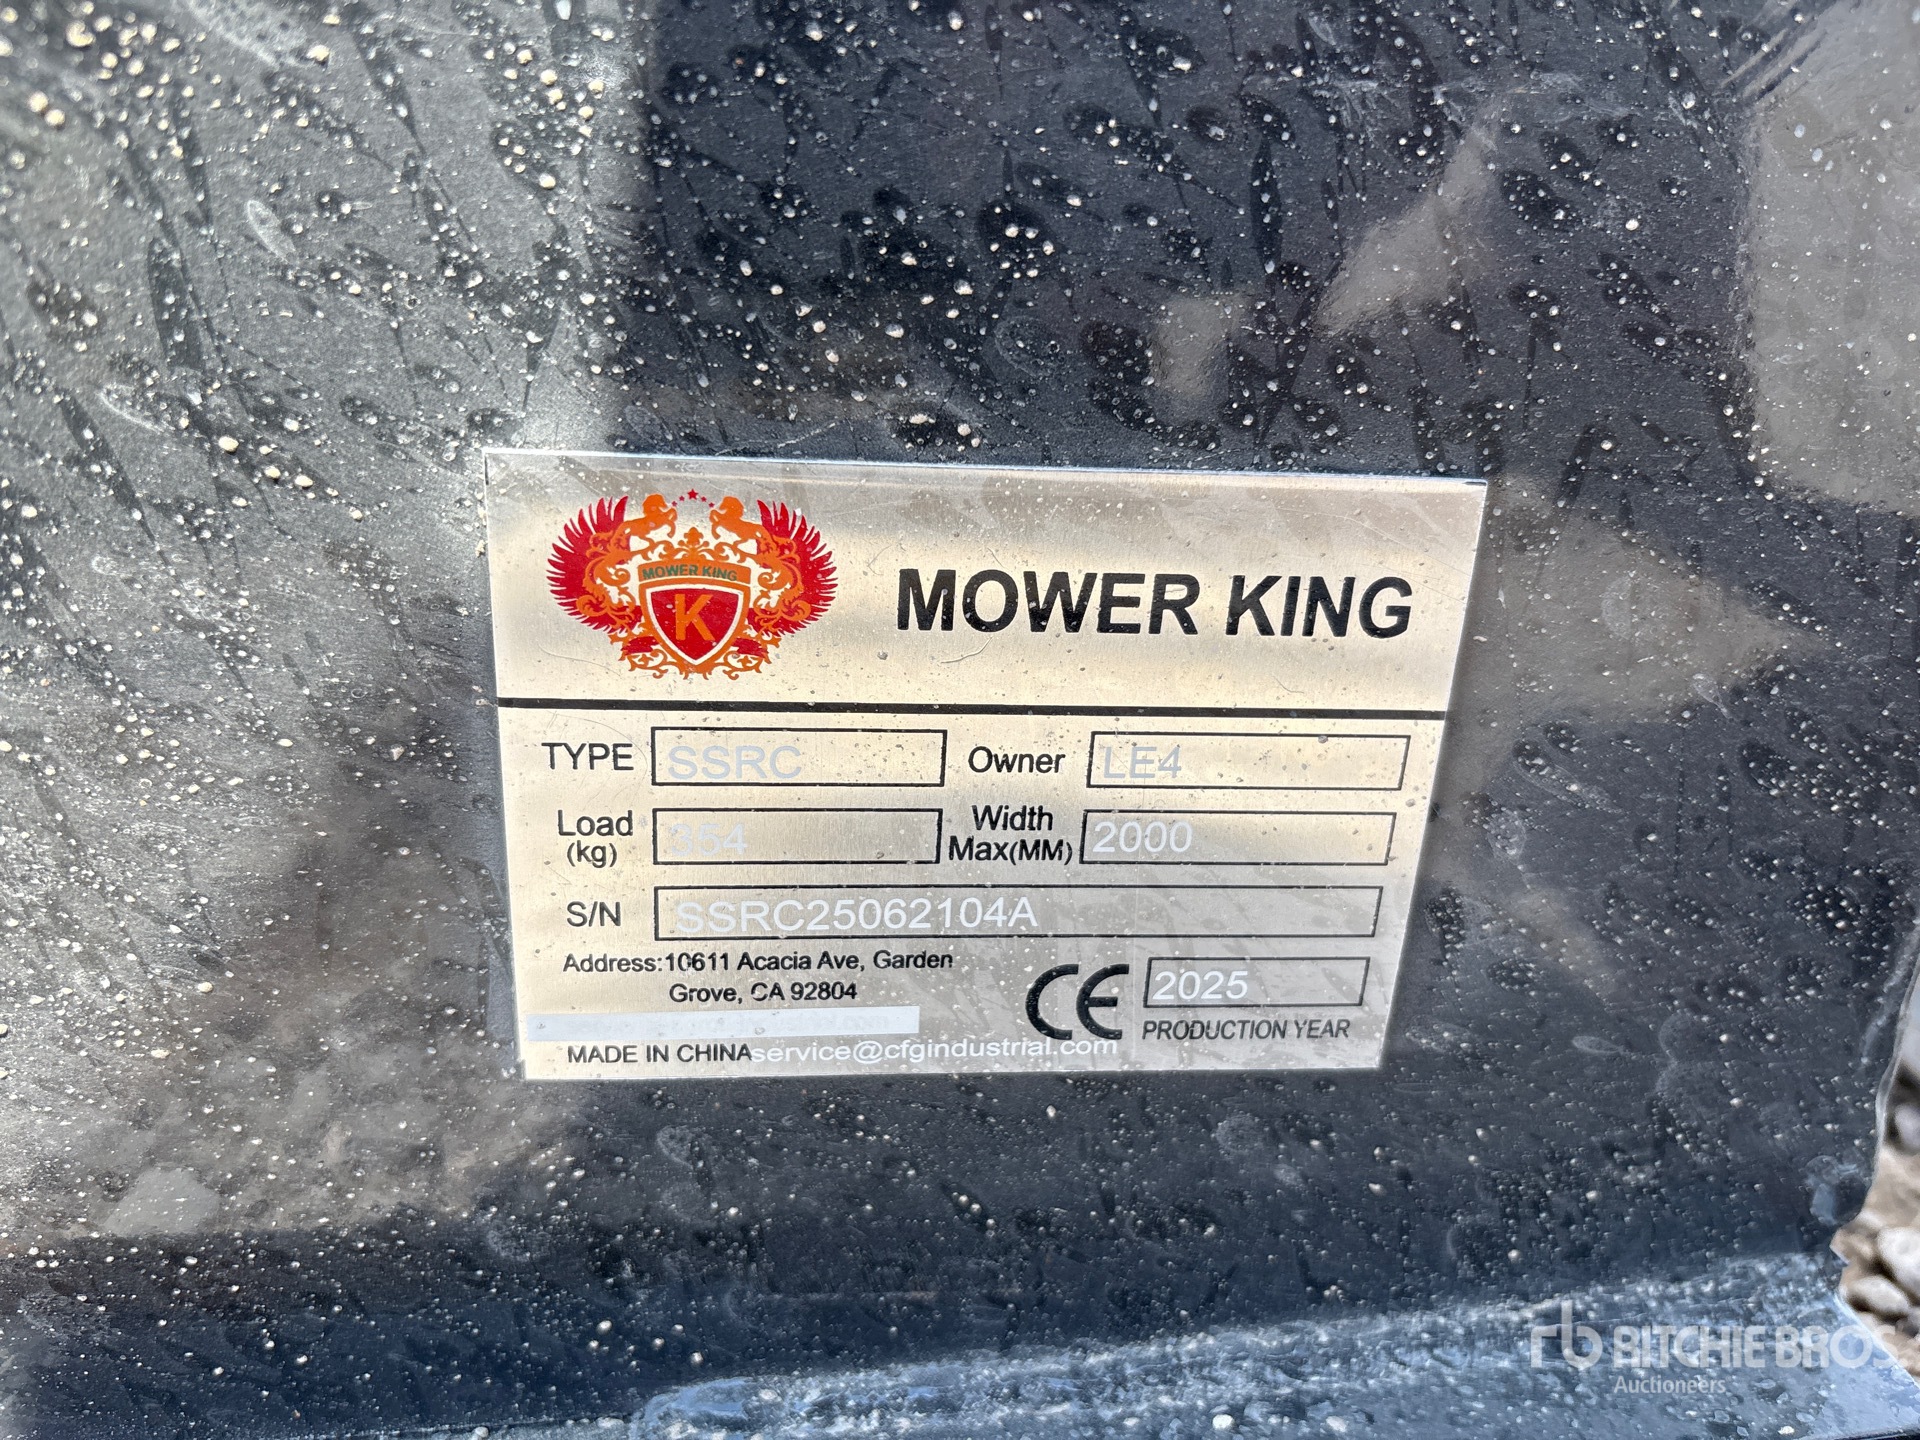 MOWER KING
K
MOWER KING
TYPE SSRC Owner LE4
Load (kg) 354 Width Max(MM) 2000
S/N SSRC25062104A
Address:10611 Acacia Ave, Garden
Grove, CA 92804
CE 2025
PRODUCTION YEAR
MADE IN CHINA service@cfgindustrial.com
rb RITCHIE BROS
Auctioneers